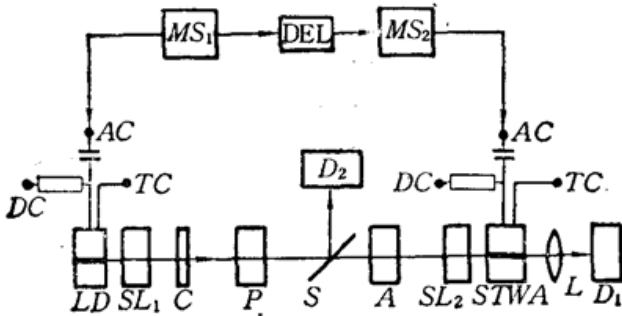 MS₁ DEL MS₂
AC AC
DC TC D₂ DC TC
LD SL₁ C P S A SL₂ STWA L D₁